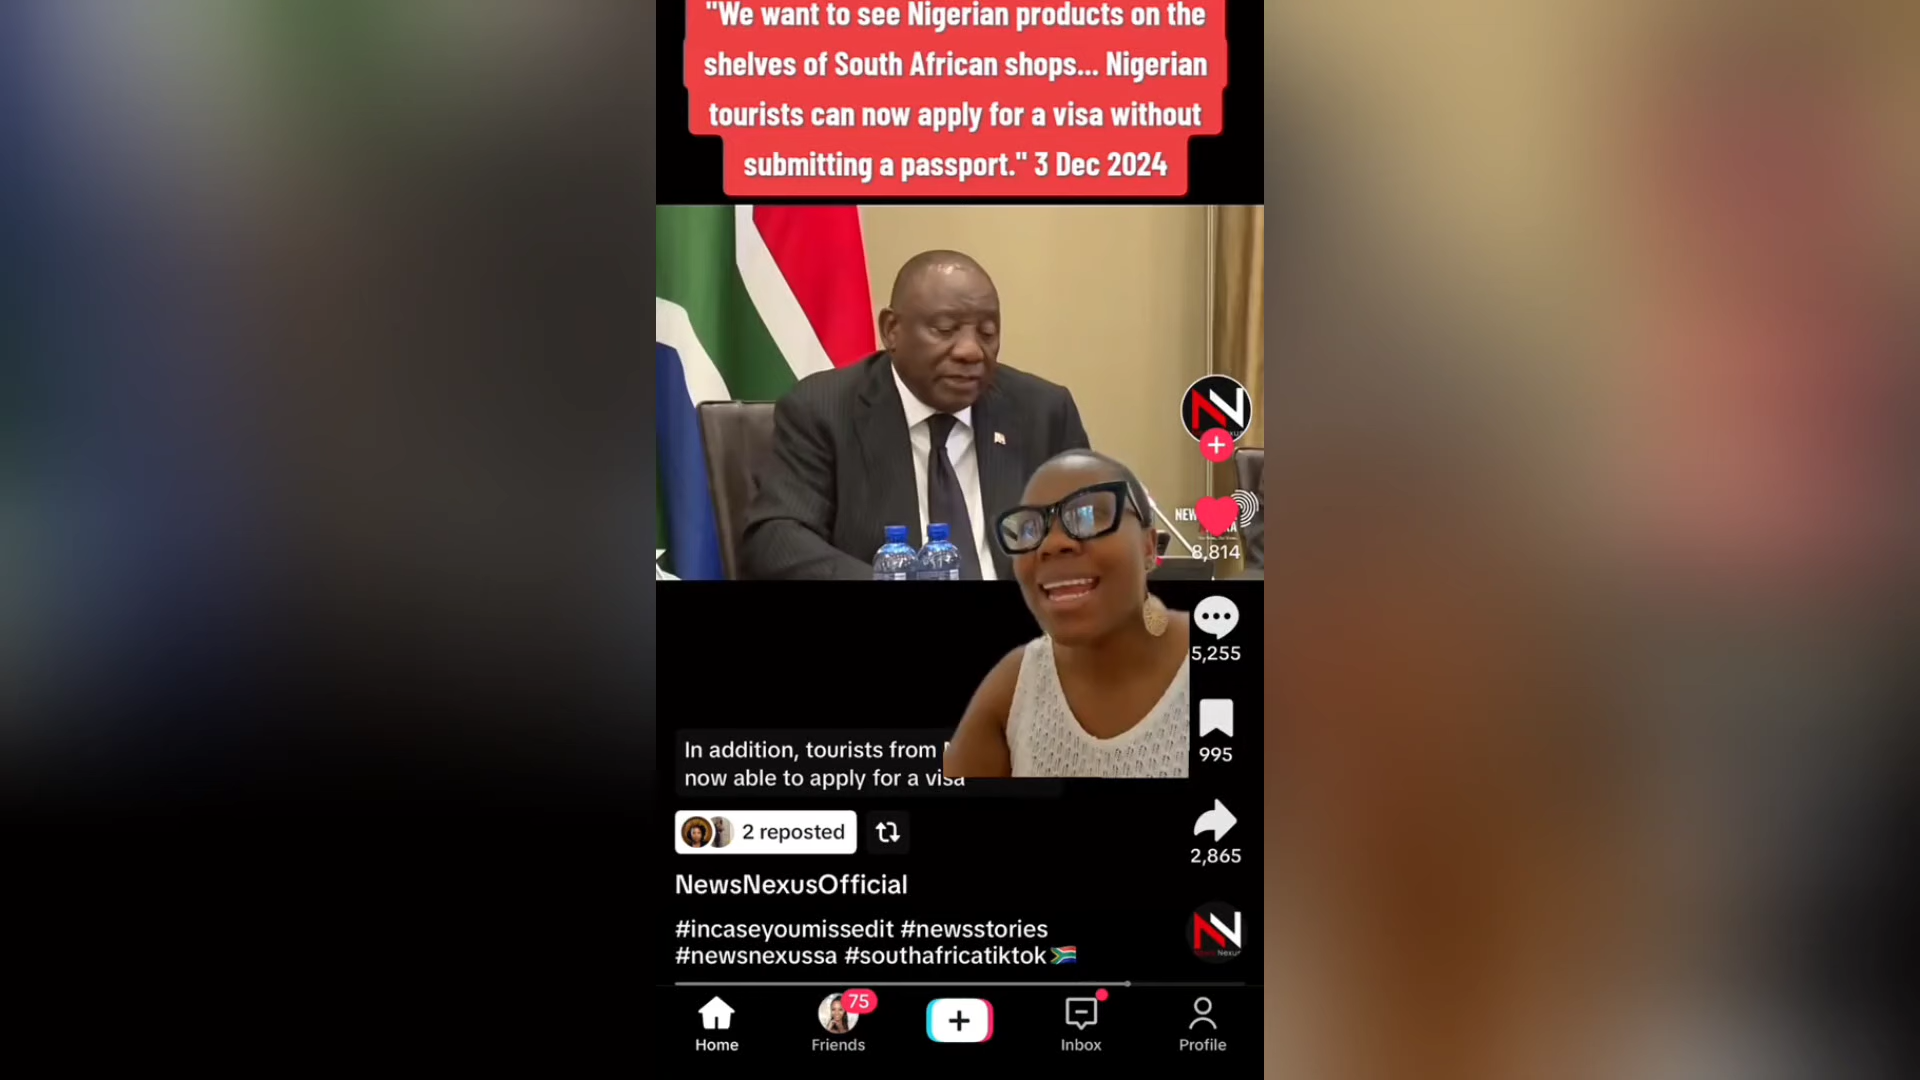 "We want to see Nigerian products on the
shelves of South African shops... Nigerian
tourists can now apply for a visa without
submitting a passport." 3 Dec 2024
NEW
8,814
5,255
In addition, tourists from
now able to apply for a visa
995
2 reposted
2,865
NewsNexusOfficial
#incaseyoumissedit #newsstories
#newsnexussa #southafricatiktok
Nexus
75
Home
Friends
Inbox
Profile